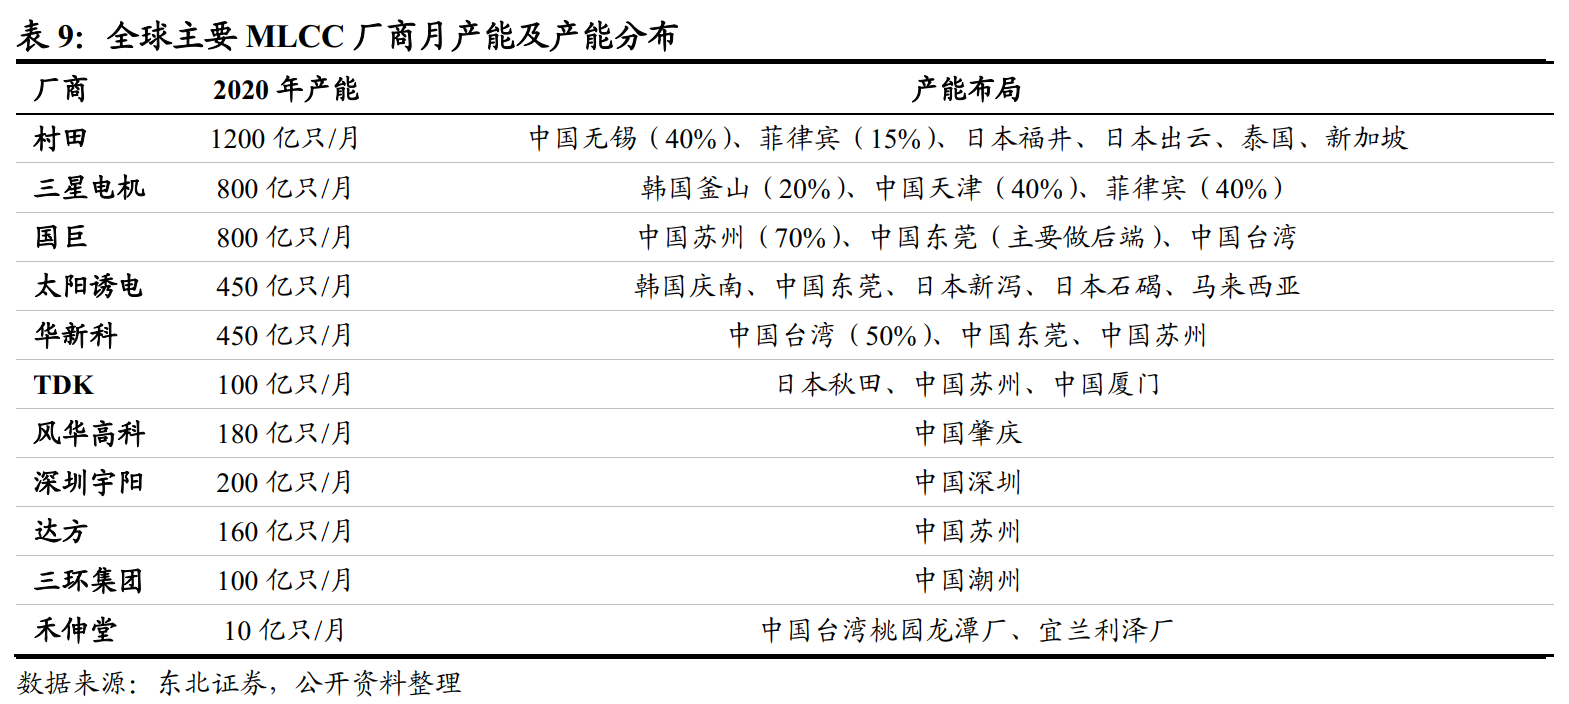 表 9：全球主要 MLCC 厂商月产能及产能分布
厂商 2020 年产能 产能布局
村田 1200 亿只/月 中国无锡（40%）、菲律宾（15%）、日本福井、日本出云、泰国、新加坡
三星电机 800 亿只/月 韩国釜山（20%）、中国天津（40%）、菲律宾（40%）
国巨 800 亿只/月 中国苏州（70%）、中国东莞（主要做后端）、中国台湾
太阳诱电 450 亿只/月 韩国庆南、中国东莞、日本新泻、日本石碣、马来西亚
华新科 450 亿只/月 中国台湾（50%）、中国东莞、中国苏州
TDK 100 亿只/月 日本秋田、中国苏州、中国厦门
风华高科 180 亿只/月 中国肇庆
深圳宇阳 200 亿只/月 中国深圳
达方 160 亿只/月 中国苏州
三环集团 100 亿只/月 中国潮州
禾伸堂 10 亿只/月 中国台湾桃园龙潭厂、宜兰利泽厂
数据来源：东北证券，公开资料整理